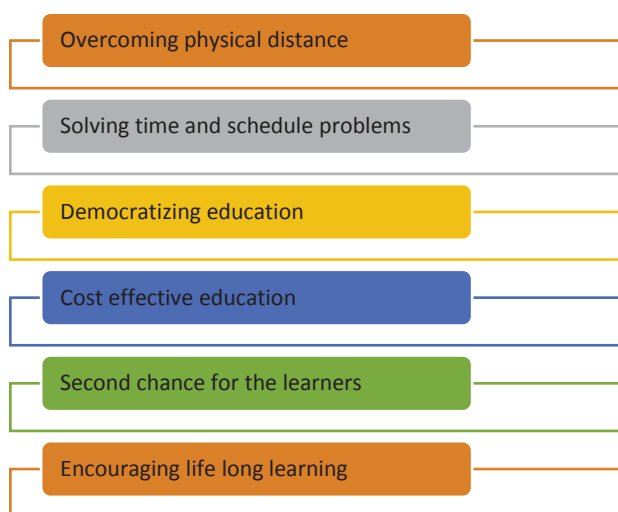 Overcoming physical distance
Solving time and schedule problems
Democratizing education
Cost effective education
Second chance for the learners
Encouraging life long learning